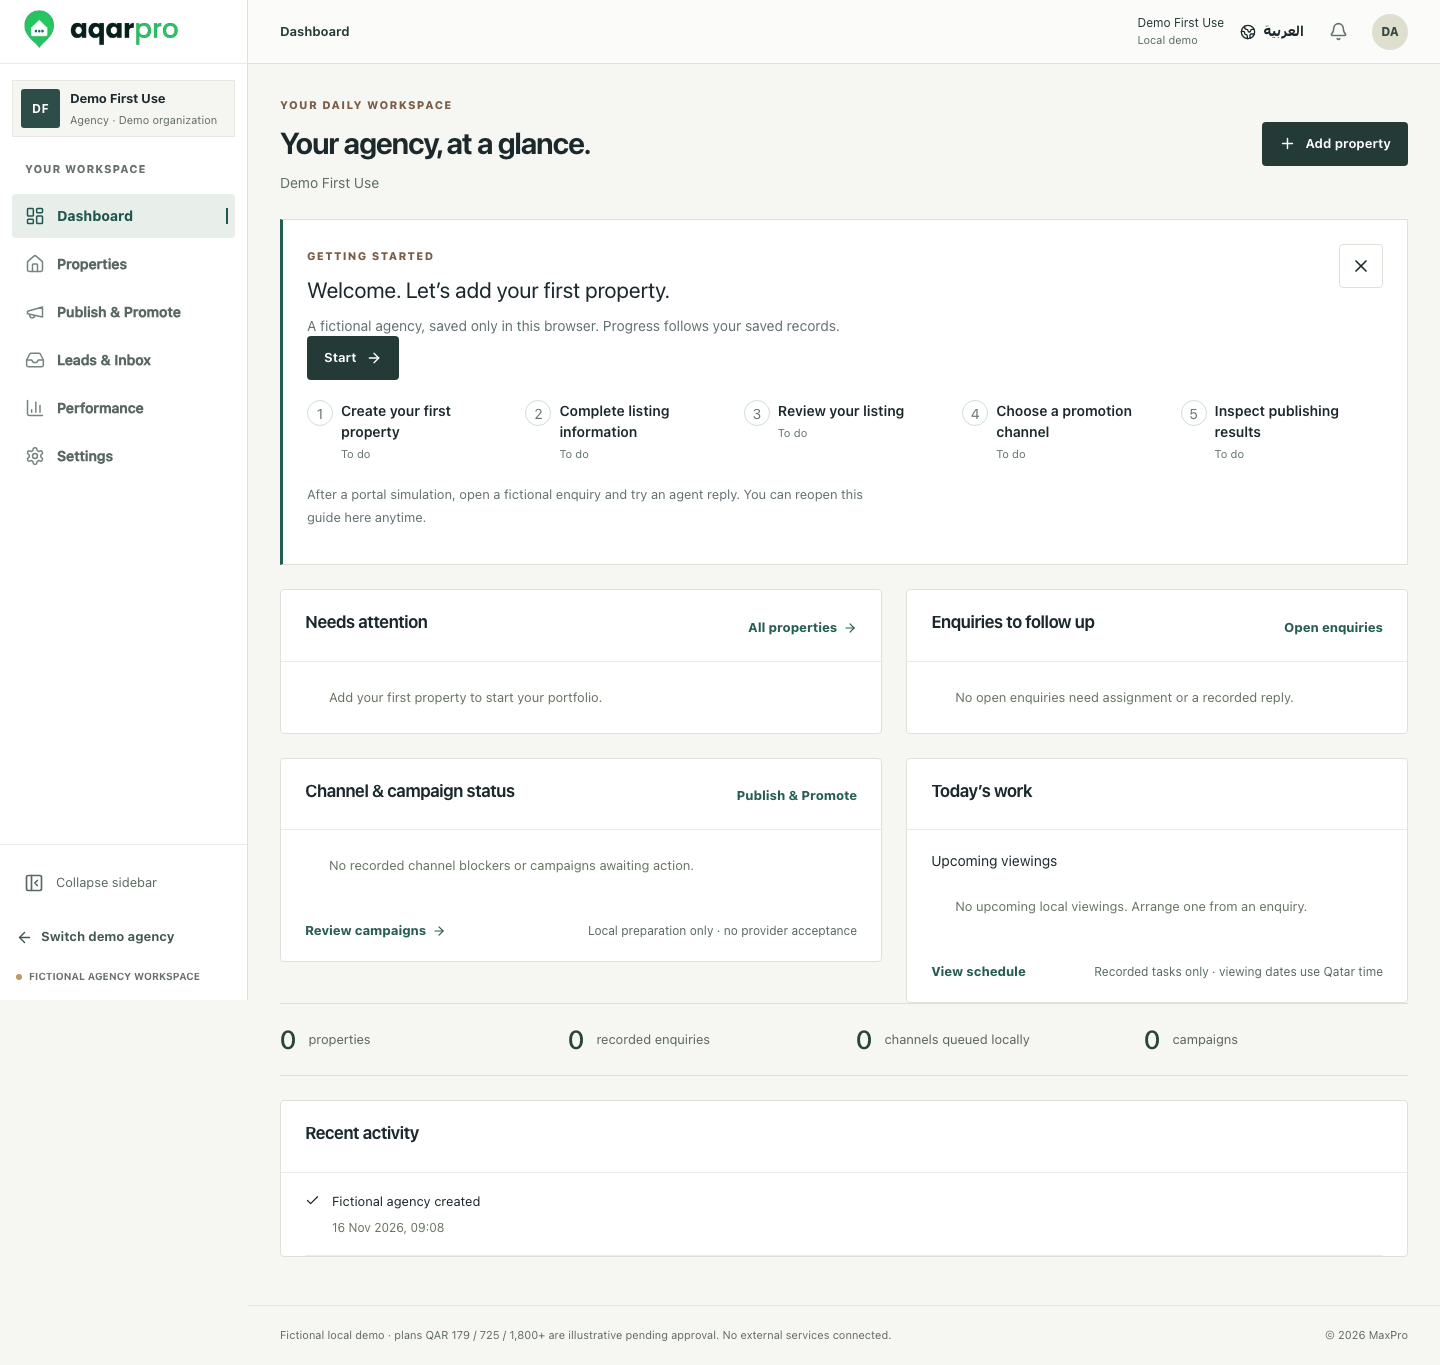 aqarpro
Dashboard
Demo First Use
Local demo
العربية
DA
DF
Demo First Use
Agency · Demo organization
YOUR WORKSPACE
Dashboard
Properties
Publish & Promote
Leads & Inbox
Performance
Settings
Collapse sidebar
Switch demo agency
FICTIONAL AGENCY WORKSPACE
YOUR DAILY WORKSPACE
Your agency, at a glance.
Demo First Use
Add property
GETTING STARTED
Welcome. Let’s add your first property.
A fictional agency, saved only in this browser. Progress follows your saved records.
Start
1
Create your first
property
To do
2
Complete listing
information
To do
3
Review your listing
To do
4
Choose a promotion
channel
To do
5
Inspect publishing
results
To do
After a portal simulation, open a fictional enquiry and try an agent reply. You can reopen this
guide here anytime.
Needs attention
All properties
Add your first property to start your portfolio.
Enquiries to follow up
Open enquiries
No open enquiries need assignment or a recorded reply.
Channel & campaign status
Publish & Promote
No recorded channel blockers or campaigns awaiting action.
Review campaigns
Local preparation only · no provider acceptance
Today’s work
Upcoming viewings
No upcoming local viewings. Arrange one from an enquiry.
View schedule
Recorded tasks only · viewing dates use Qatar time
0 properties
0 recorded enquiries
0 channels queued locally
0 campaigns
Recent activity
Fictional agency created
16 Nov 2026, 09:08
Fictional local demo · plans QAR 179 / 725 / 1,800+ are illustrative pending approval. No external services connected.
© 2026 MaxPro